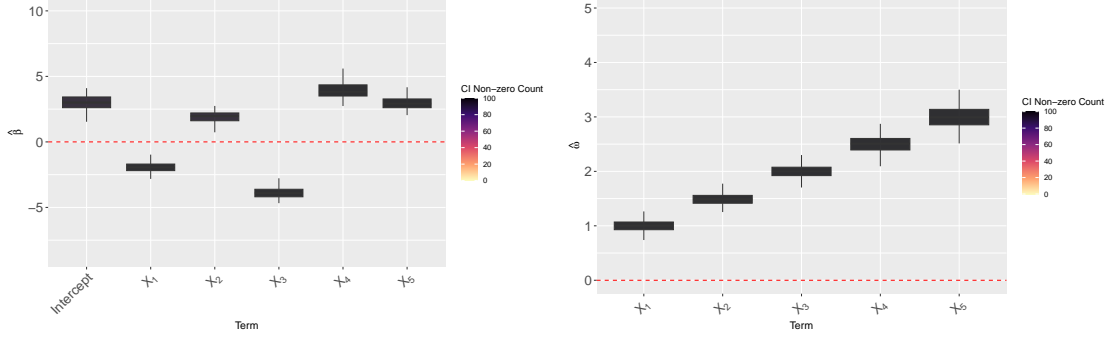 10
5
0
−5
β̂
Intercept
X1
X2
X3
X4
X5
Term
CI Non−zero Count
100
80
60
40
20
0
5
4
3
2
1
0
ω̂
X1
X2
X3
X4
X5
Term
CI Non−zero Count
100
80
60
40
20
0